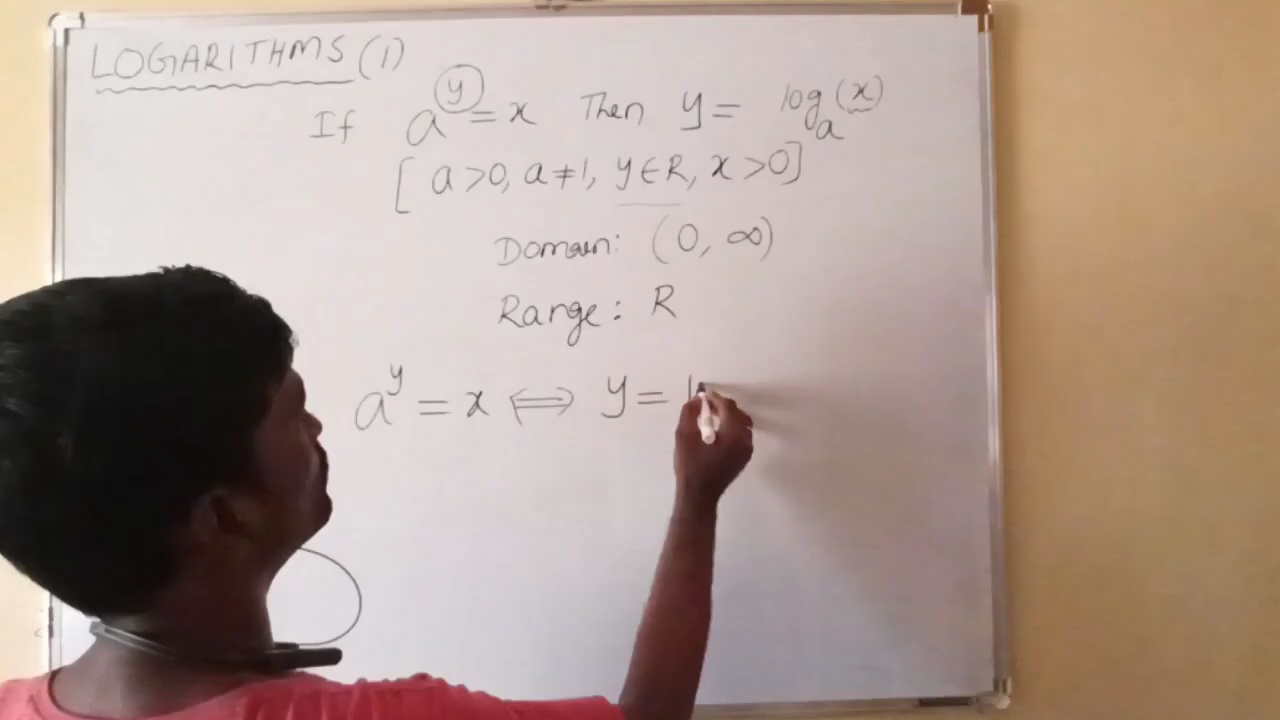 LOGARITHMS (1)
If a^y = x Then y = log_a(x)
[a>0, a≠1, y∈R, x>0]
Domain: (0, ∞)
Range: R
a^y = x ⟺ y = l